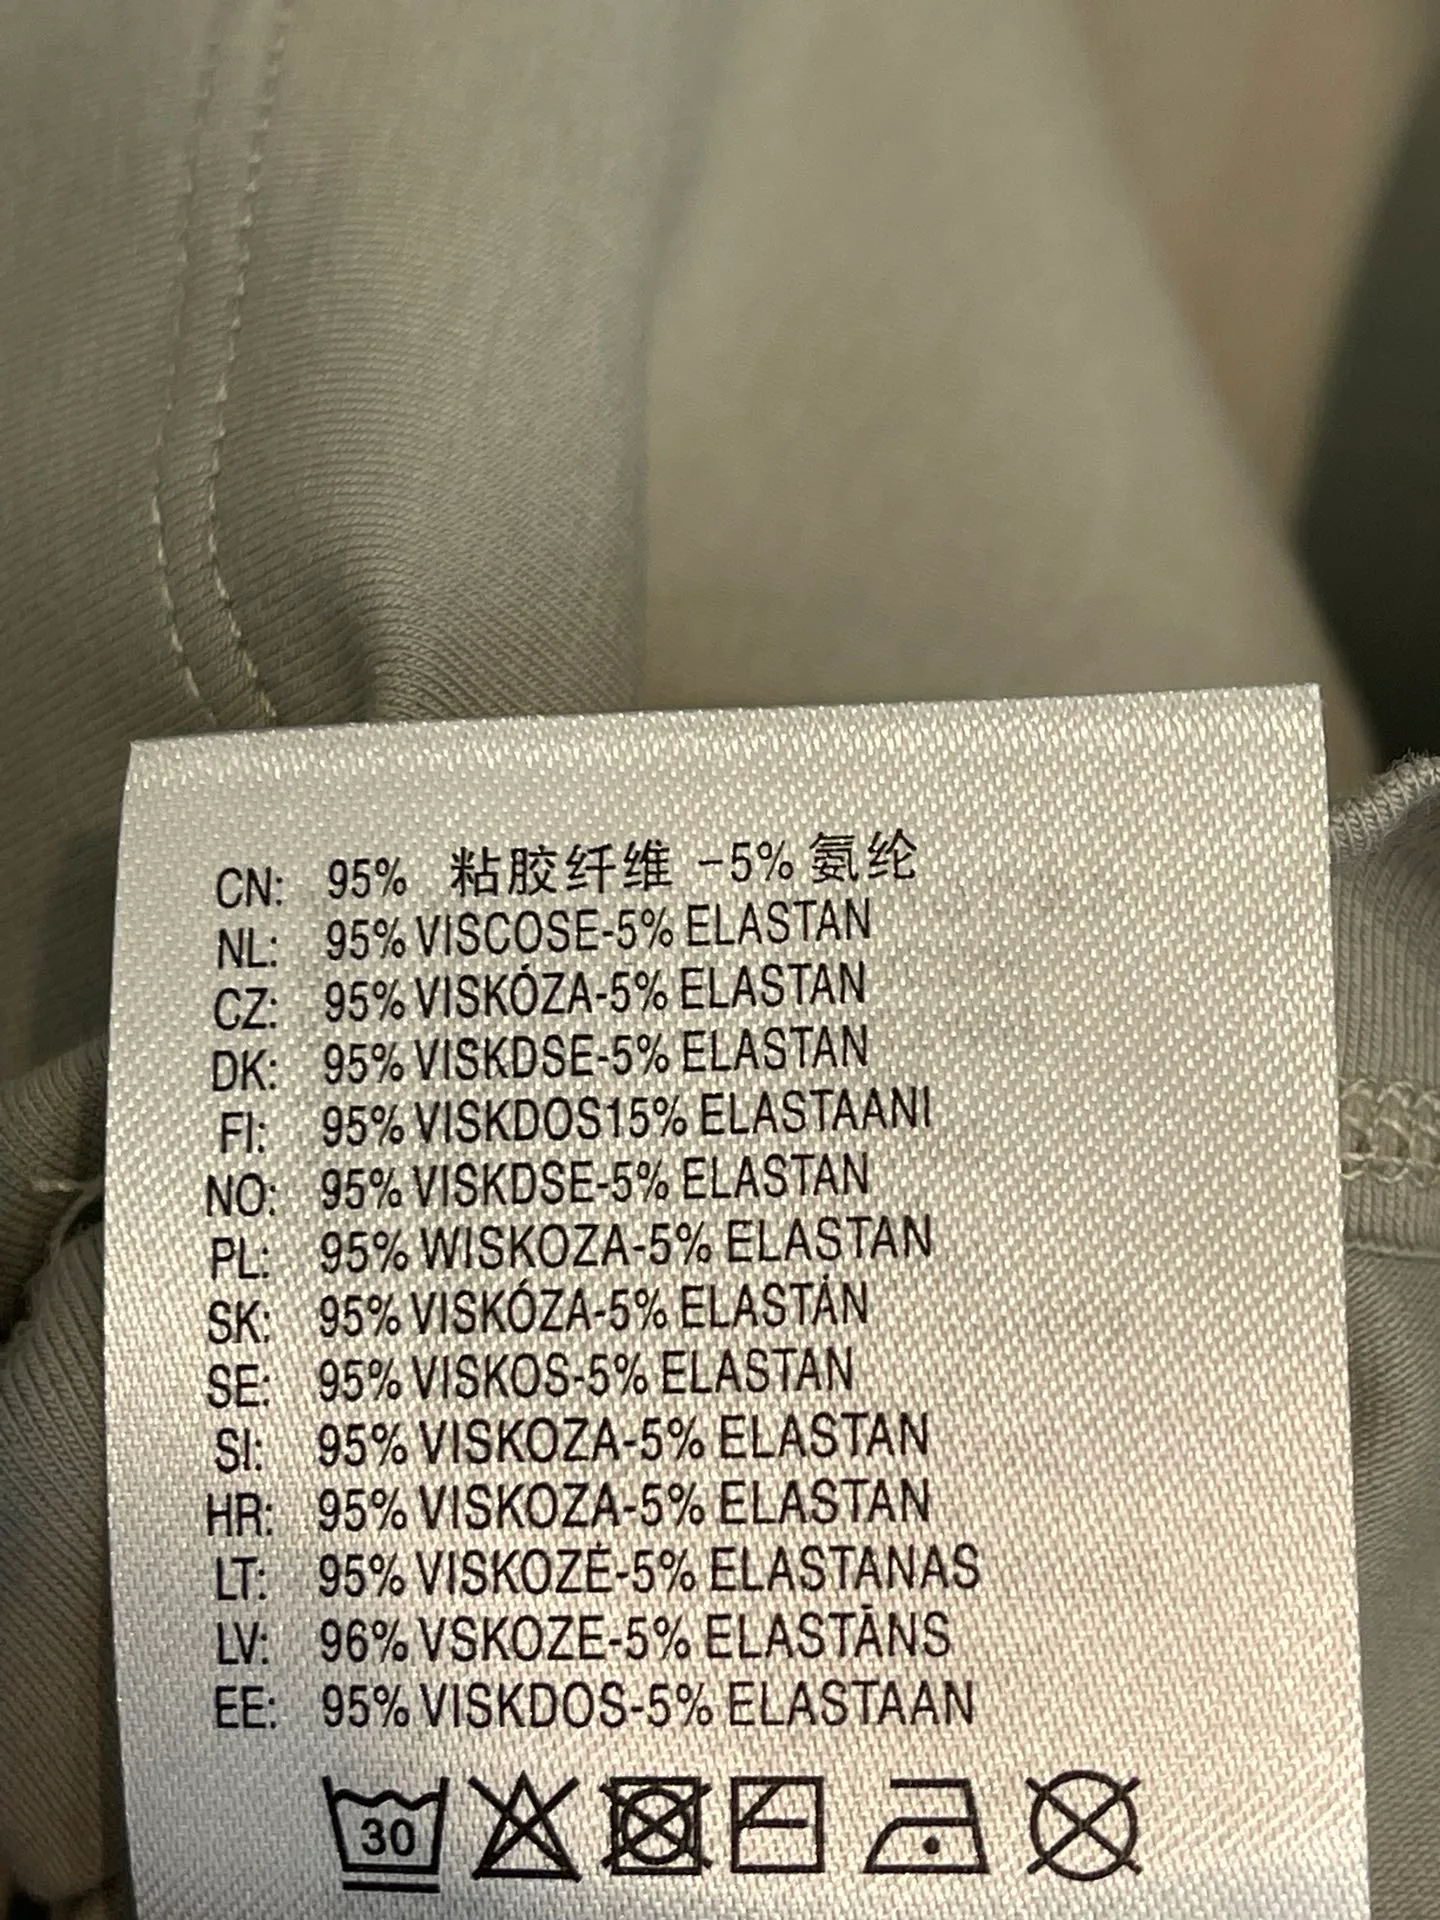 CN: 95% 粘胶纤维 -5% 氨纶
NL: 95% VISCOSE-5% ELASTAN
CZ: 95% VISKÓZA-5% ELASTAN
DK: 95% VISKDSE-5% ELASTAN
FI: 95% VISKDOS15% ELASTAANI
NO: 95% VISKDSE-5% ELASTAN
PL: 95% WISKOZA-5% ELASTAN
SK: 95% VISKÓZA-5% ELASTÁN
SE: 95% VISKOS-5% ELASTAN
SI: 95% VISKOZA-5% ELASTAN
HR: 95% VISKOZA-5% ELASTAN
LT: 95% VISKOZĖ-5% ELASTANAS
LV: 96% VSKOZE-5% ELASTĀNS
EE: 95% VISKDOS-5% ELASTAAN
30